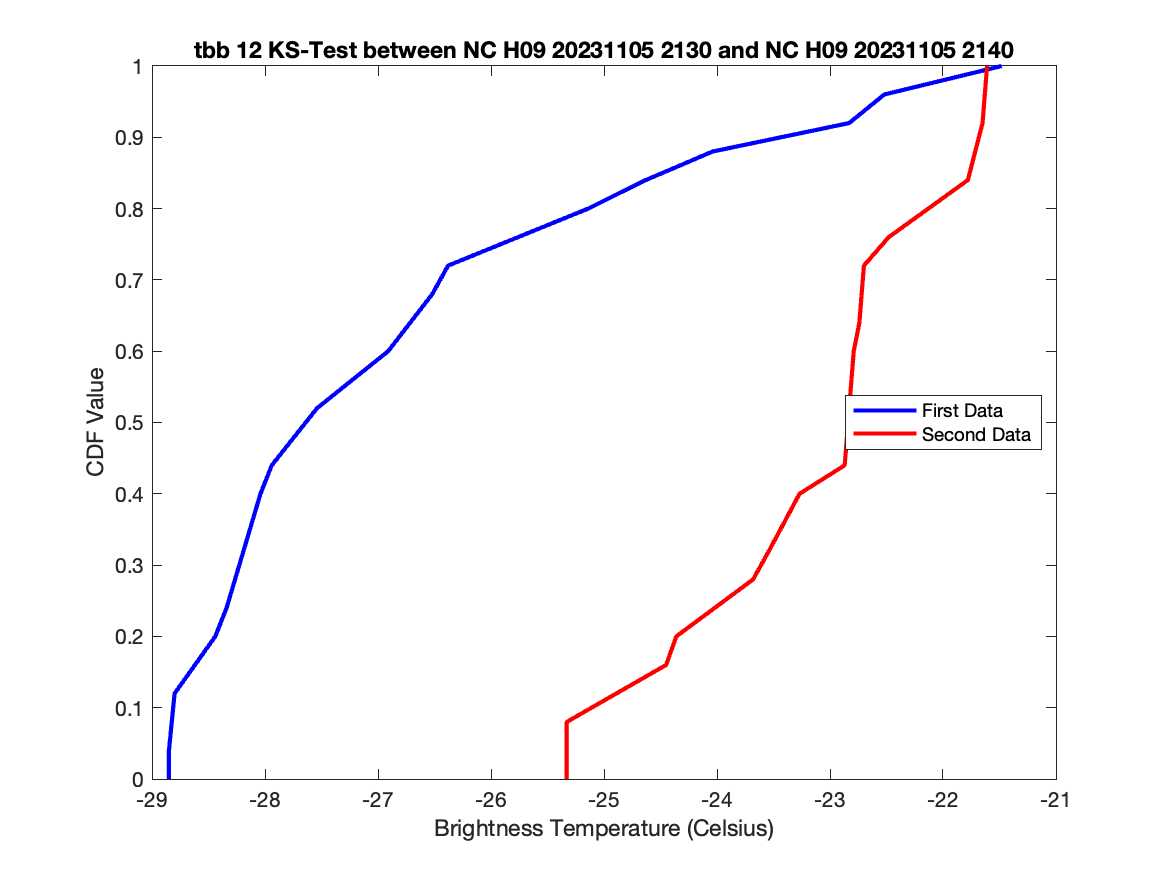 tbb 12 KS-Test between NC H09 20231105 2130 and NC H09 20231105 2140
1
0.9
0.8
0.7
0.6
0.5
0.4
0.3
0.2
0.1
0
CDF Value
First Data
Second Data
-29 -28 -27 -26 -25 -24 -23 -22 -21
Brightness Temperature (Celsius)